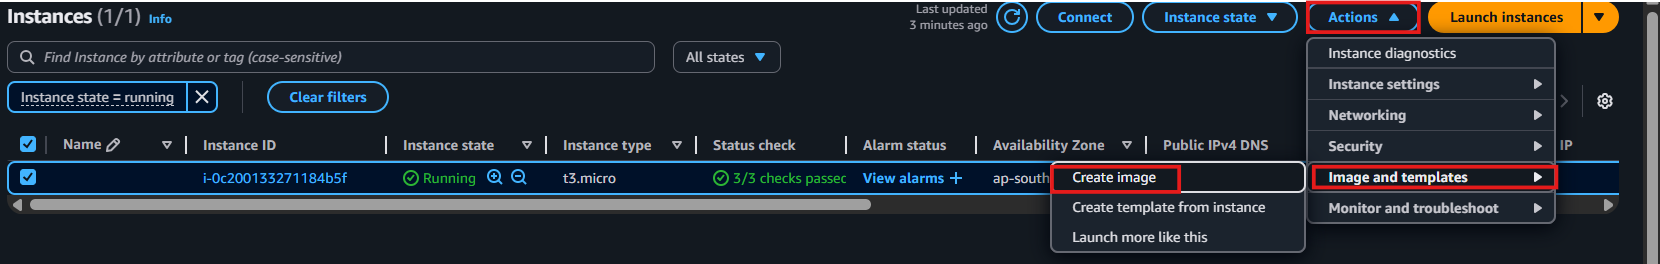 Instances (1/1) Info
Last updated
3 minutes ago
Connect
Instance state
Actions
Launch instances
Find Instance by attribute or tag (case-sensitive)
All states
Instance state = running
Clear filters
Instance diagnostics
Instance settings
Networking
Security
Image and templates
Monitor and troubleshoot
Name Instance ID Instance state Instance type Status check Alarm status Availability Zone Public IPv4 DNS IP
i-0c200133271184b5f Running t3.micro 3/3 checks passed View alarms + ap-south
Create image
Create template from instance
Launch more like this